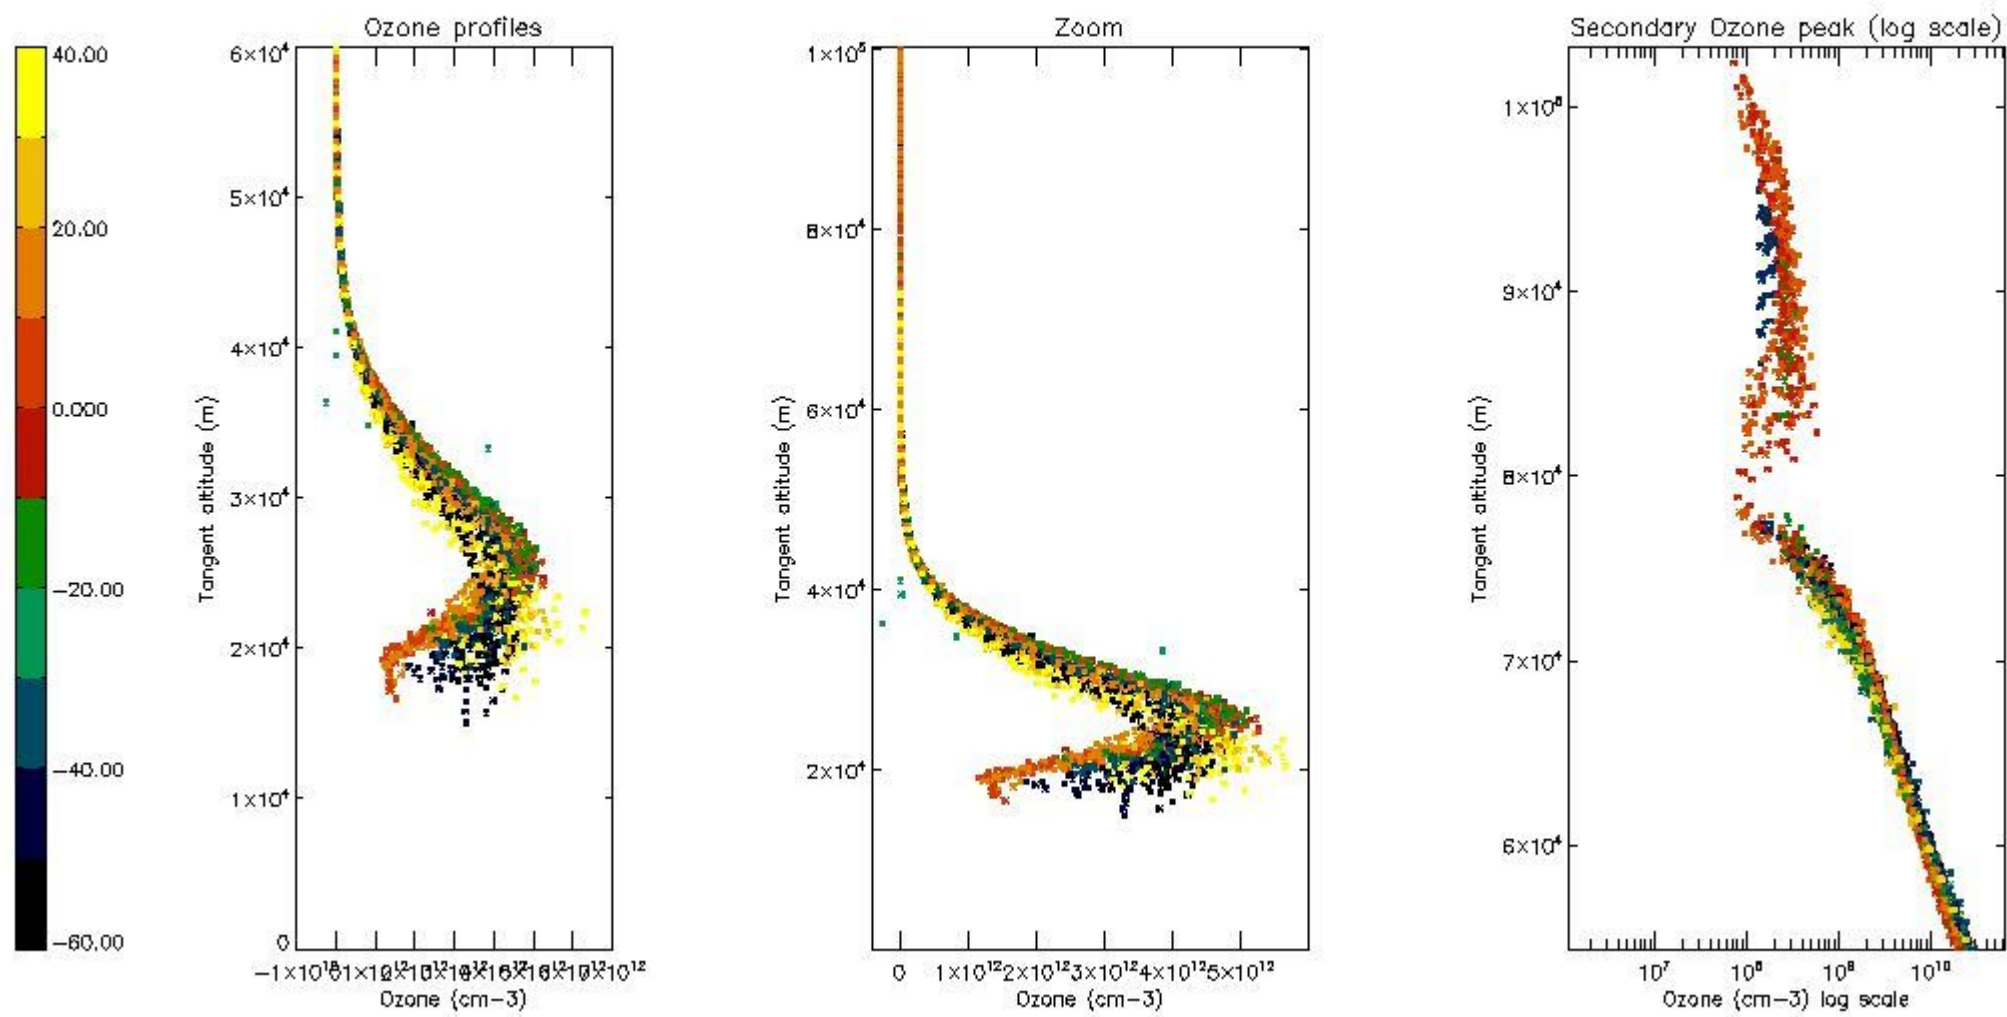 Ozone profiles
Zoom
Secondary Ozone peak (log scale)
40.00
20.00
0.000
−20.00
−40.00
−60.00
6×10⁴
5×10⁴
4×10⁴
3×10⁴
2×10⁴
1×10⁴
0
Tangent altitude (m)
Ozone (cm−3)
1×10⁵
8×10⁴
6×10⁴
4×10⁴
2×10⁴
Tangent altitude (m)
0 1×10¹² 2×10¹² 3×10¹² 4×10¹² 5×10¹²
Ozone (cm−3)
1×10⁵
9×10⁴
8×10⁴
7×10⁴
6×10⁴
Tangent altitude (m)
10⁷ 10⁸ 10⁹ 10¹⁰
Ozone (cm−3) log scale